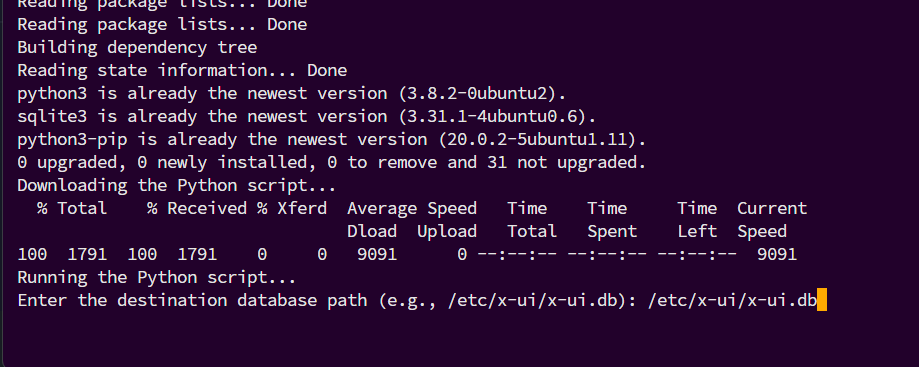 Reading package lists... Done
Reading package lists... Done
Building dependency tree
Reading state information... Done
python3 is already the newest version (3.8.2-0ubuntu2).
sqlite3 is already the newest version (3.31.1-4ubuntu0.6).
python3-pip is already the newest version (20.0.2-5ubuntu1.11).
0 upgraded, 0 newly installed, 0 to remove and 31 not upgraded.
Downloading the Python script...
  % Total    % Received % Xferd  Average Speed   Time    Time     Time  Current
                                 Dload  Upload   Total   Spent    Left  Speed
100  1791  100  1791    0     0   9091      0 --:--:-- --:--:-- --:--:--  9091
Running the Python script...
Enter the destination database path (e.g., /etc/x-ui/x-ui.db): /etc/x-ui/x-ui.db